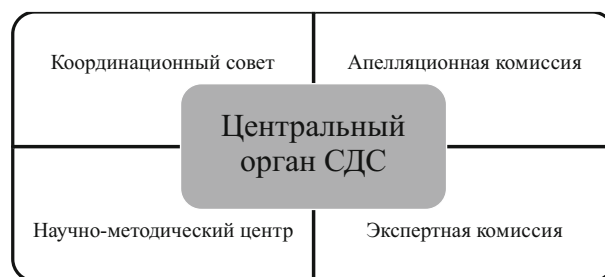 Координационный совет
Апелляционная комиссия
Центральный
орган СДС
Научно-методический центр
Экспертная комиссия